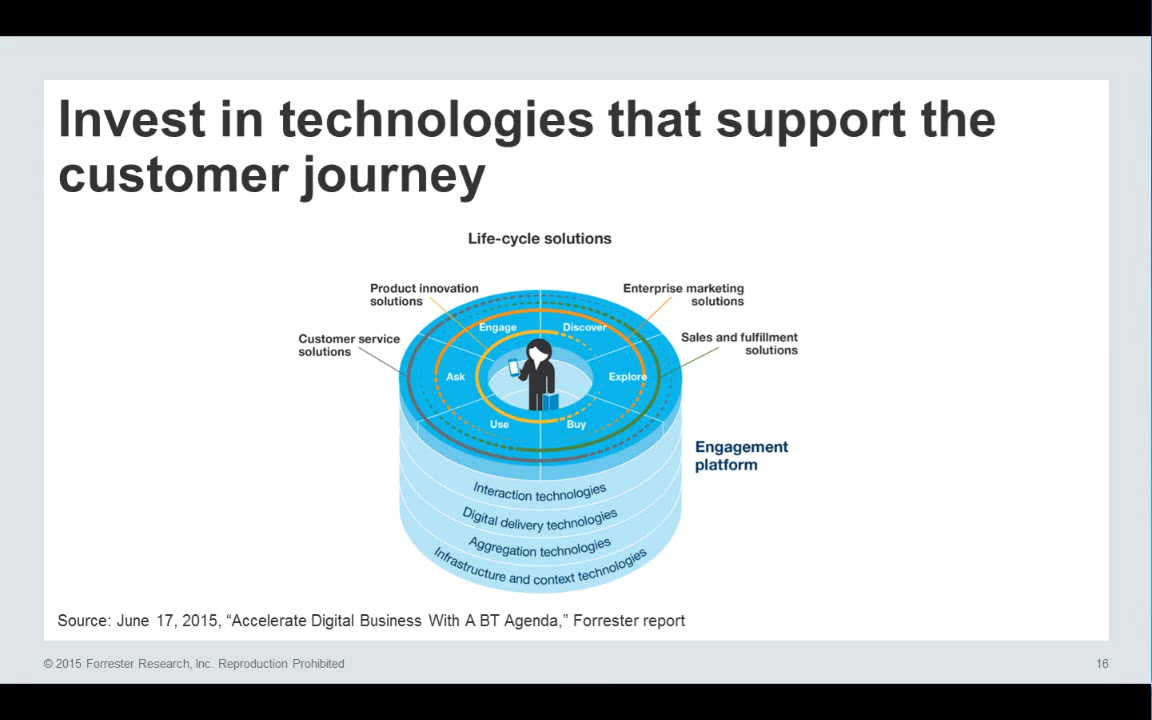 Invest in technologies that support the
customer journey
Life-cycle solutions
Product innovation
solutions
Enterprise marketing
solutions
Customer service
solutions
Sales and fulfillment
solutions
Engage
Discover
Ask
Explore
Use
Buy
Engagement
platform
Interaction technologies
Digital delivery technologies
Aggregation technologies
Infrastructure and context technologies
Source: June 17, 2015, “Accelerate Digital Business With A BT Agenda,” Forrester report
© 2015 Forrester Research, Inc. Reproduction Prohibited
16